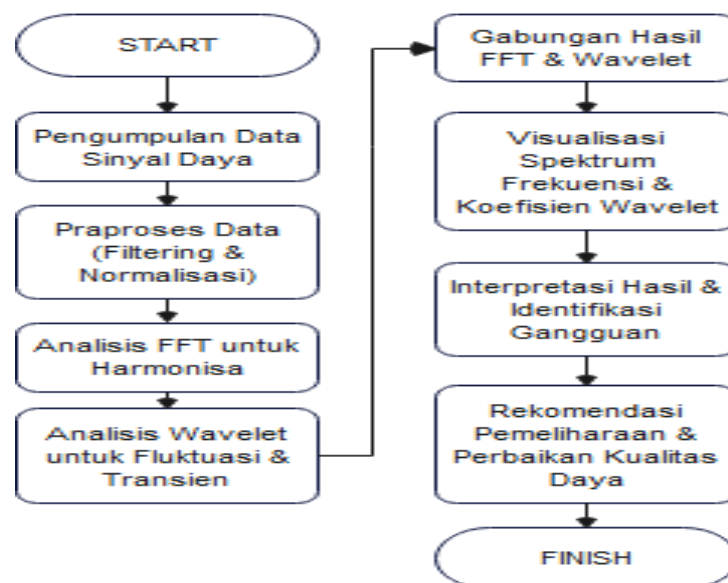 START
Pengumpulan Data
Sinyal Daya
Praproses Data
(Filtering &
Normalisasi)
Analisis FFT untuk
Harmonisa
Analisis Wavelet
untuk Fluktuasi &
Transien
Gabungan Hasil
FFT & Wavelet
Visualisasi
Spektrum
Frekuensi &
Koefisien Wavelet
Interpretasi Hasil &
Identifikasi
Gangguan
Rekomendasi
Pemeliharaan &
Perbaikan Kualitas
Daya
FINISH